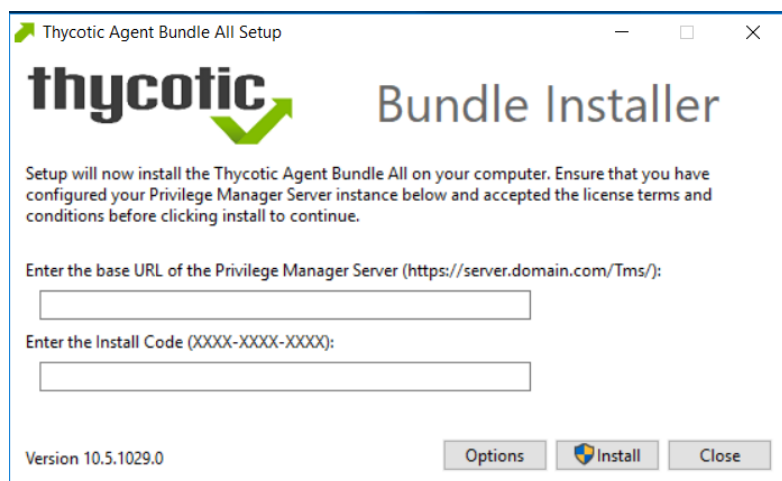 Thycotic Agent Bundle All Setup
thycotic
Bundle Installer
Setup will now install the Thycotic Agent Bundle All on your computer. Ensure that you have
configured your Privilege Manager Server instance below and accepted the license terms and
conditions before clicking install to continue.
Enter the base URL of the Privilege Manager Server (https://server.domain.com/Tms/):
Enter the Install Code (XXXX-XXXX-XXXX):
Version 10.5.1029.0
Options
Install
Close